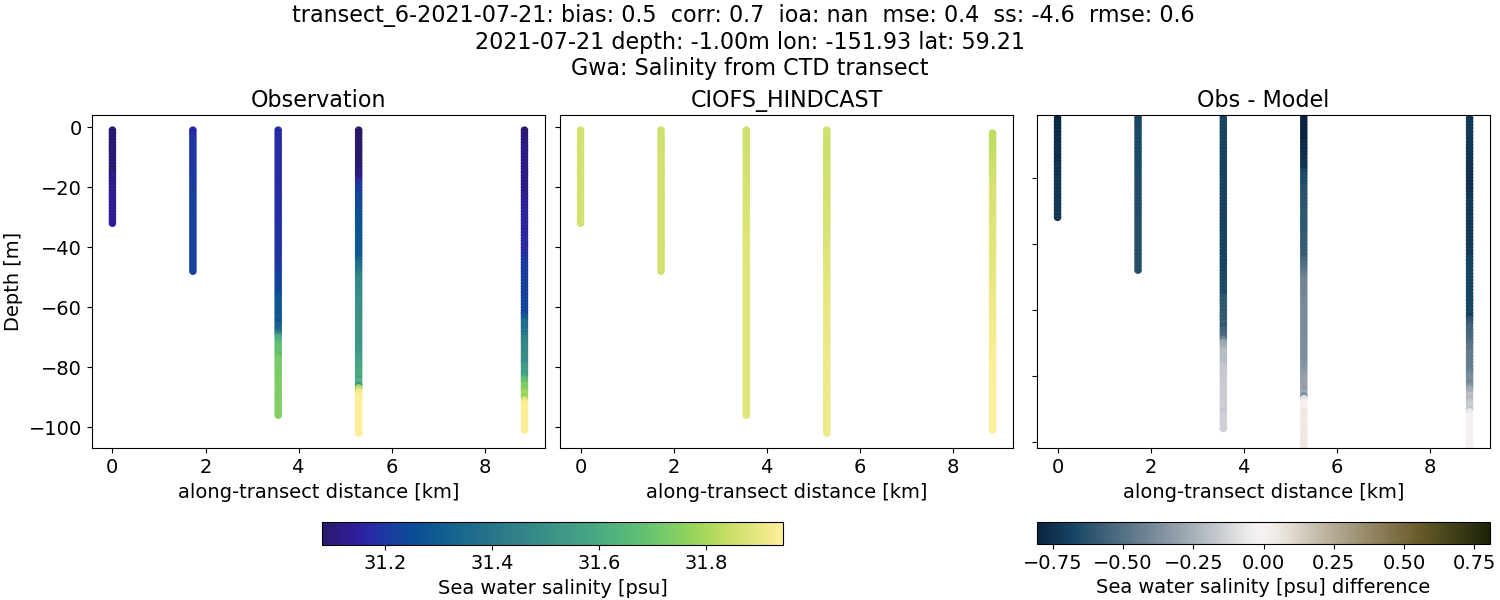 transect_6-2021-07-21: bias: 0.5 corr: 0.7 ioa: nan mse: 0.4 ss: -4.6 rmse: 0.6
2021-07-21 depth: -1.00m lon: -151.93 lat: 59.21
Gwa: Salinity from CTD transect
Observation
CIOFS_HINDCAST
Obs - Model
0
−20
−40
−60
−80
−100
Depth [m]
0 2 4 6 8
0 2 4 6 8
0 2 4 6 8
along-transect distance [km]
along-transect distance [km]
along-transect distance [km]
31.2 31.4 31.6 31.8
Sea water salinity [psu]
−0.75 −0.50 −0.25 0.00 0.25 0.50 0.75
Sea water salinity [psu] difference